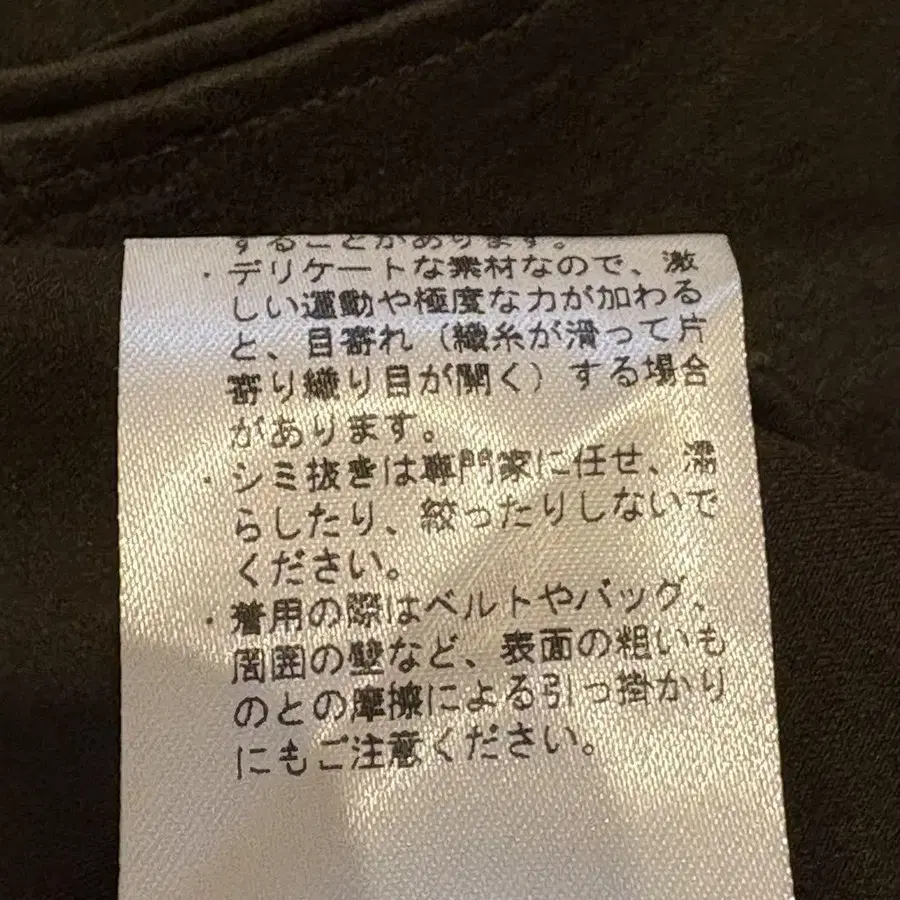 することがあります。
・デリケートな素材なので、激
しい運動や極度な力が加わる
と、目寄れ（織糸が滑って片
寄り織り目が開く）する場合
があります。
・シミ抜きは専門家に任せ、濡
らしたり、絞ったりしないで
ください。
・着用の際はベルトやバッグ、
周囲の壁など、表面の粗いも
のとの摩擦による引っ掛かり
にもご注意ください。